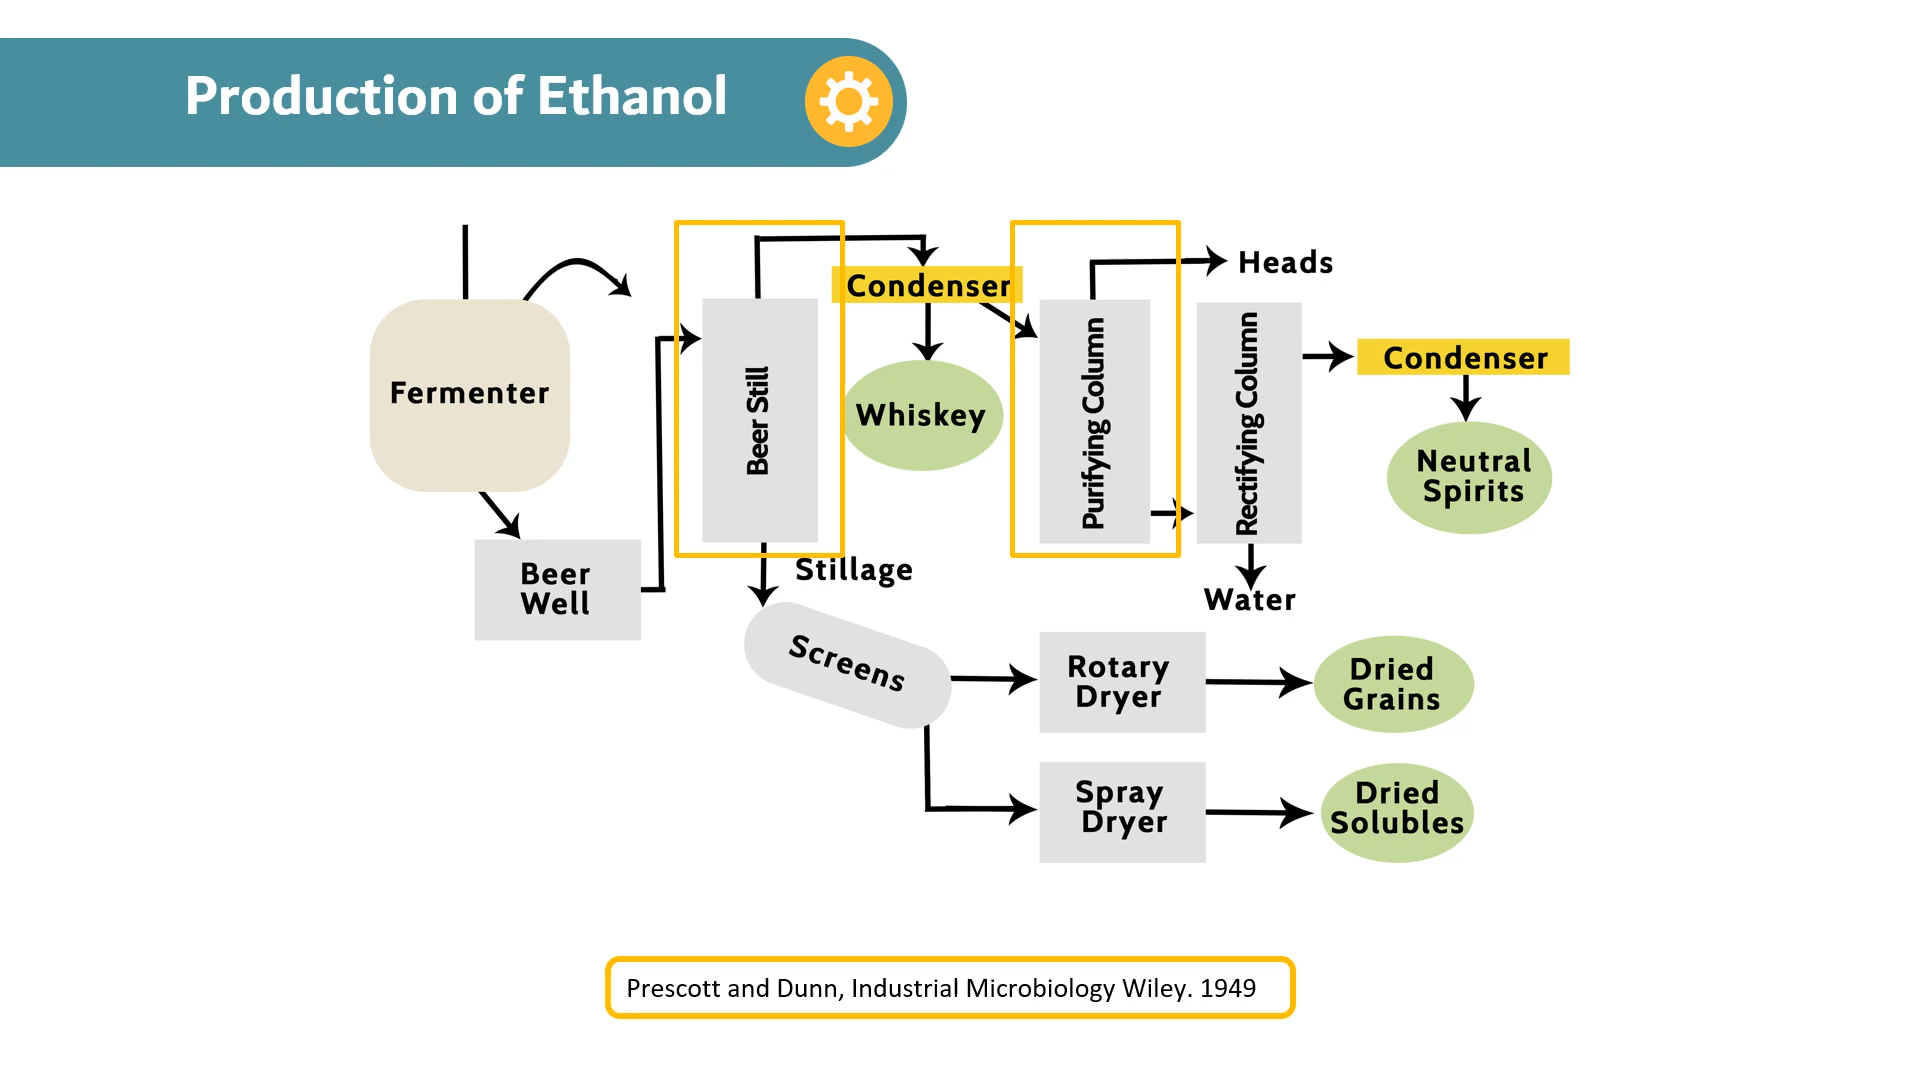 Production of Ethanol
Heads
Condenser
Fermenter
Beer Still
Whiskey
Purifying Column
Rectifying Column
Condenser
Neutral
Spirits
Beer
Well
Stillage
Water
Screens
Rotary
Dryer
Dried
Grains
Spray
Dryer
Dried
Solubles
Prescott and Dunn, Industrial Microbiology Wiley. 1949